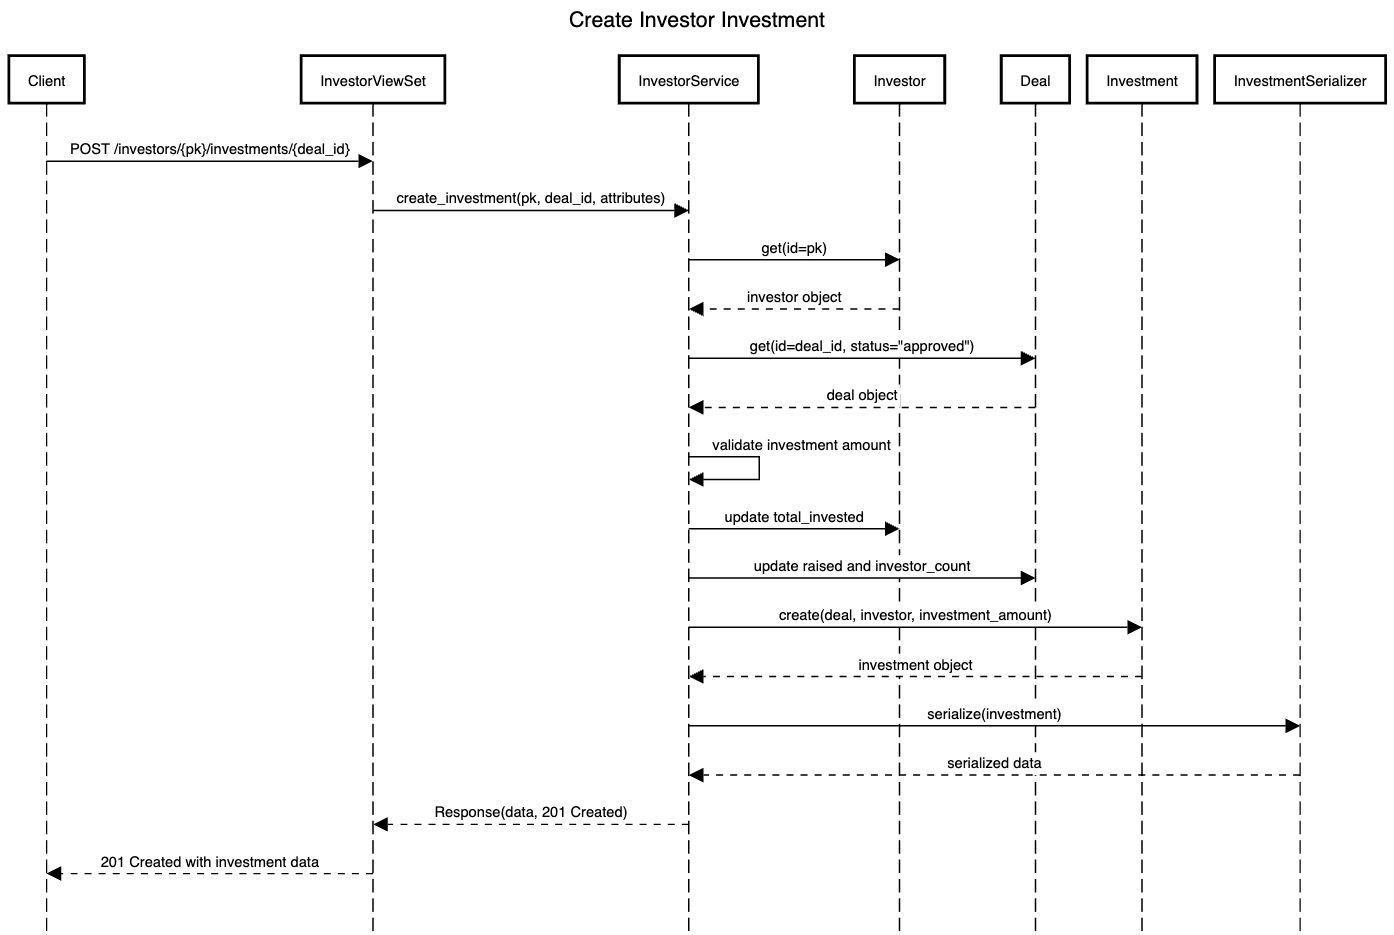 Create Investor Investment
Client
InvestorViewSet
InvestorService
Investor
Deal
Investment
InvestmentSerializer
POST /investors/{pk}/investments/{deal_id}
create_investment(pk, deal_id, attributes)
get(id=pk)
investor object
get(id=deal_id, status="approved")
deal object
validate investment amount
update total_invested
update raised and investor_count
create(deal, investor, investment_amount)
investment object
serialize(investment)
serialized data
Response(data, 201 Created)
201 Created with investment data